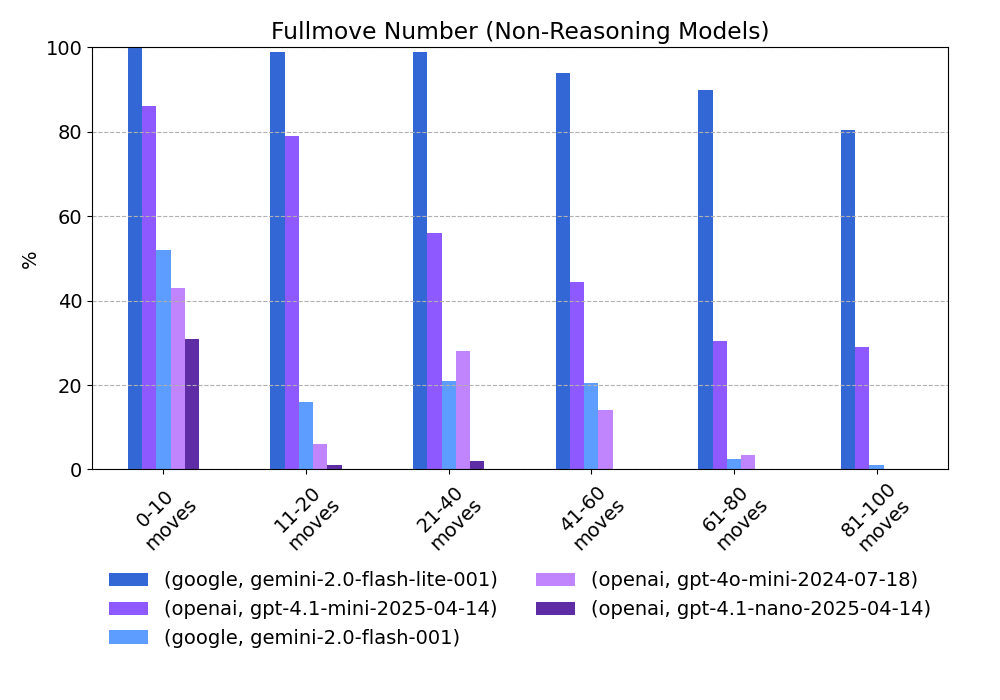 Fullmove Number (Non-Reasoning Models)
100
80
60
40
20
0
%
0-10
moves
11-20
moves
21-40
moves
41-60
moves
61-80
moves
81-100
moves
(google, gemini-2.0-flash-lite-001)
(openai, gpt-4.1-mini-2025-04-14)
(google, gemini-2.0-flash-001)
(openai, gpt-4o-mini-2024-07-18)
(openai, gpt-4.1-nano-2025-04-14)